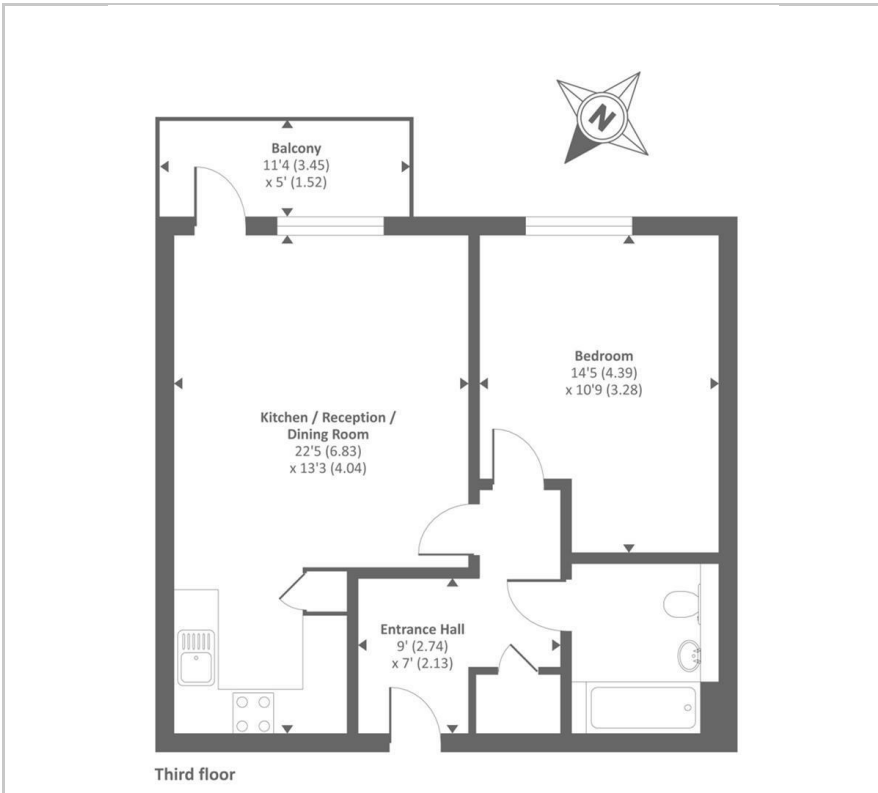 N
Balcony
11'4 (3.45)
x 5' (1.52)
Bedroom
14'5 (4.39)
x 10'9 (3.28)
Kitchen / Reception /
Dining Room
22'5 (6.83)
x 13'3 (4.04)
Entrance Hall
9' (2.74)
x 7' (2.13)
Third floor